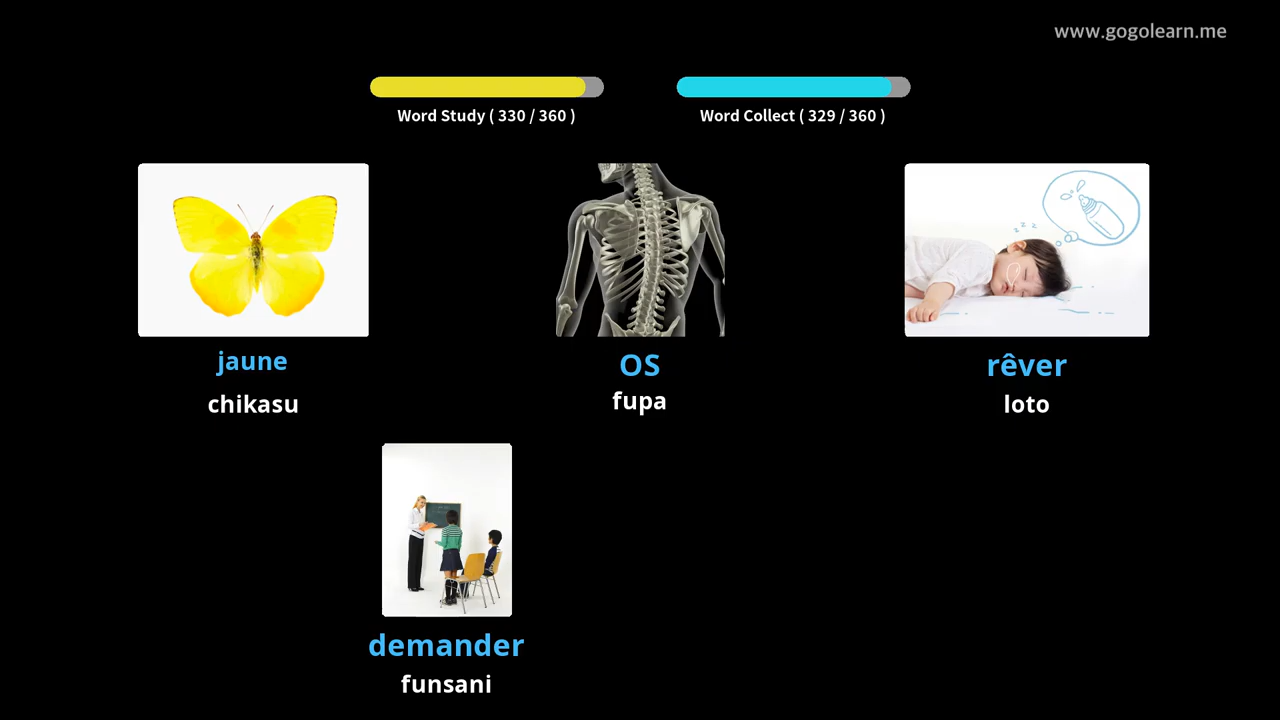 www.gogolearn.me
Word Study ( 330 / 360 )
Word Collect ( 329 / 360 )
jaune
chikasu
OS
fupa
rêver
loto
demander
funsani